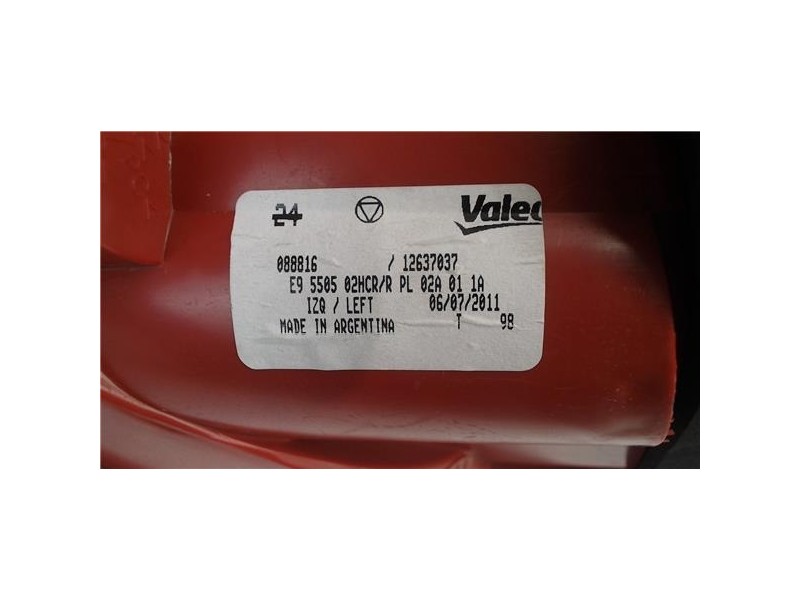 24 Valeo
088816 / 12637037
E9 5505 02HCR/R PL 02A 01 1A
IZQ / LEFT 06/07/2011
MADE IN ARGENTINA T 98